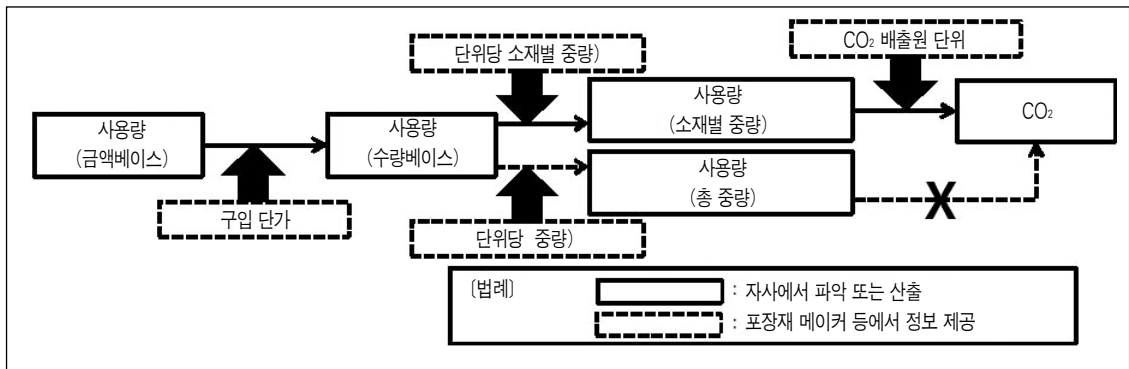 단위당 소재별 중량)
CO₂ 배출원 단위
사용량
(금액베이스)
사용량
(수량베이스)
사용량
(소재별 중량)
CO₂
사용량
(총 중량)
X
구입 단가
단위당 중량)
〔범례〕
: 자사에서 파악 또는 산출
: 포장재 메이커 등에서 정보 제공